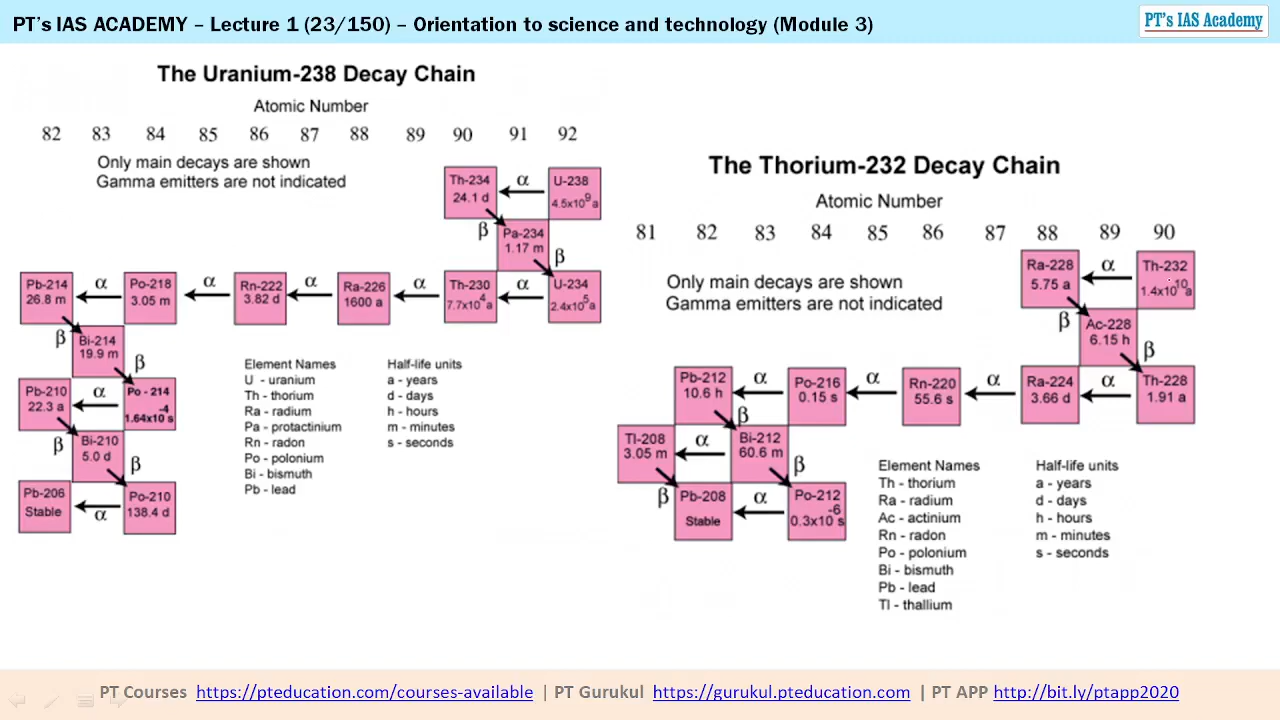 PT's IAS ACADEMY – Lecture 1 (23/150) – Orientation to science and technology (Module 3)
PT's IAS Academy
The Uranium-238 Decay Chain
Atomic Number
82 83 84 85 86 87 88 89 90 91 92
Only main decays are shown
Gamma emitters are not indicated
Th-234
24.1 d
α
U-238
4.5x10⁹a
β
Pa-234
1.17 m
β
Pb-214
26.8 m
α
Po-218
3.05 m
α
Rn-222
3.82 d
α
Ra-226
1600 a
α
Th-230
7.7x10⁴a
α
U-234
2.4x10⁵a
β
Bi-214
19.9 m
β
Pb-210
22.3 a
α
Po - 214
-4
1.64x10 s
β
Bi-210
5.0 d
β
Pb-206
Stable
α
Po-210
138.4 d
Element Names
U - uranium
Th - thorium
Ra - radium
Pa - protactinium
Rn - radon
Po - polonium
Bi - bismuth
Pb - lead
Half-life units
a - years
d - days
h - hours
m - minutes
s - seconds
The Thorium-232 Decay Chain
Atomic Number
81 82 83 84 85 86 87 88 89 90
Only main decays are shown
Gamma emitters are not indicated
Ra-228
5.75 a
α
Th-232
1.4x10¹⁰a
β
Ac-228
6.15 h
β
Pb-212
10.6 h
α
Po-216
0.15 s
α
Rn-220
55.6 s
α
Ra-224
3.66 d
α
Th-228
1.91 a
β
Tl-208
3.05 m
α
Bi-212
60.6 m
β
β
Pb-208
Stable
α
Po-212
-6
0.3x10 s
Element Names
Th - thorium
Ra - radium
Ac - actinium
Rn - radon
Po - polonium
Bi - bismuth
Pb - lead
Tl - thallium
Half-life units
a - years
d - days
h - hours
m - minutes
s - seconds
PT Courses https://pteducation.com/courses-available | PT Gurukul https://gurukul.pteducation.com | PT APP http://bit.ly/ptapp2020